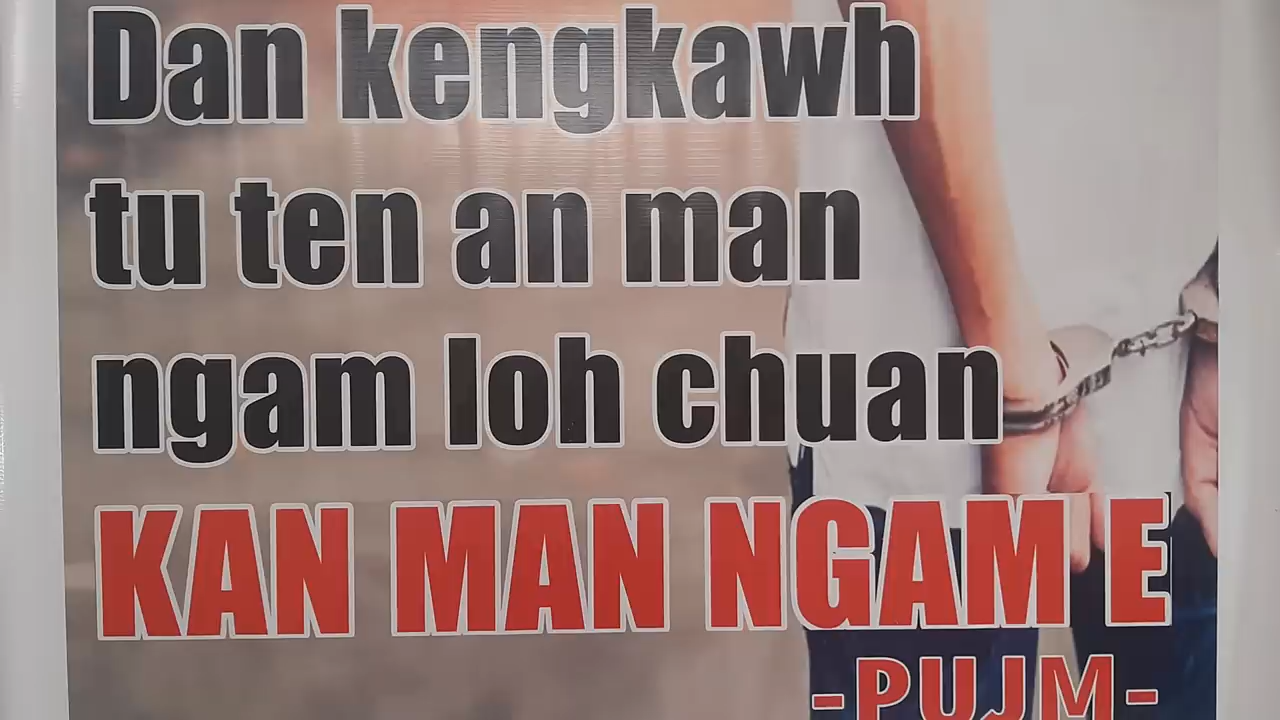 Dan kengkawh
tu ten an man
ngam loh chuan
KAN MAN NGAM E
-PUJM-